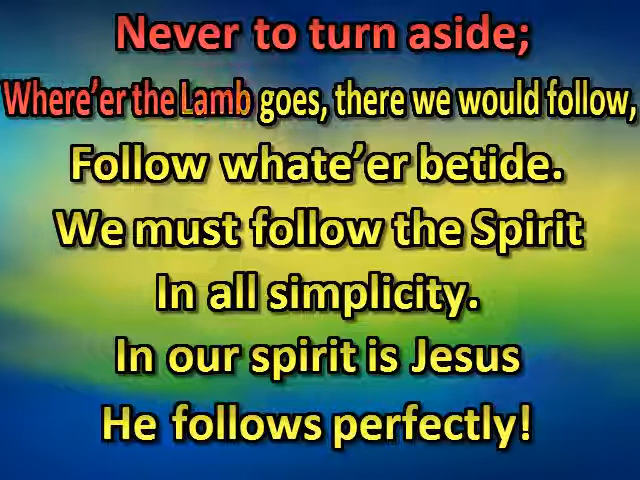 Never to turn aside;
Where’er the Lamb goes, there we would follow,
Follow whate’er betide.
We must follow the Spirit
In all simplicity.
In our spirit is Jesus
He follows perfectly!